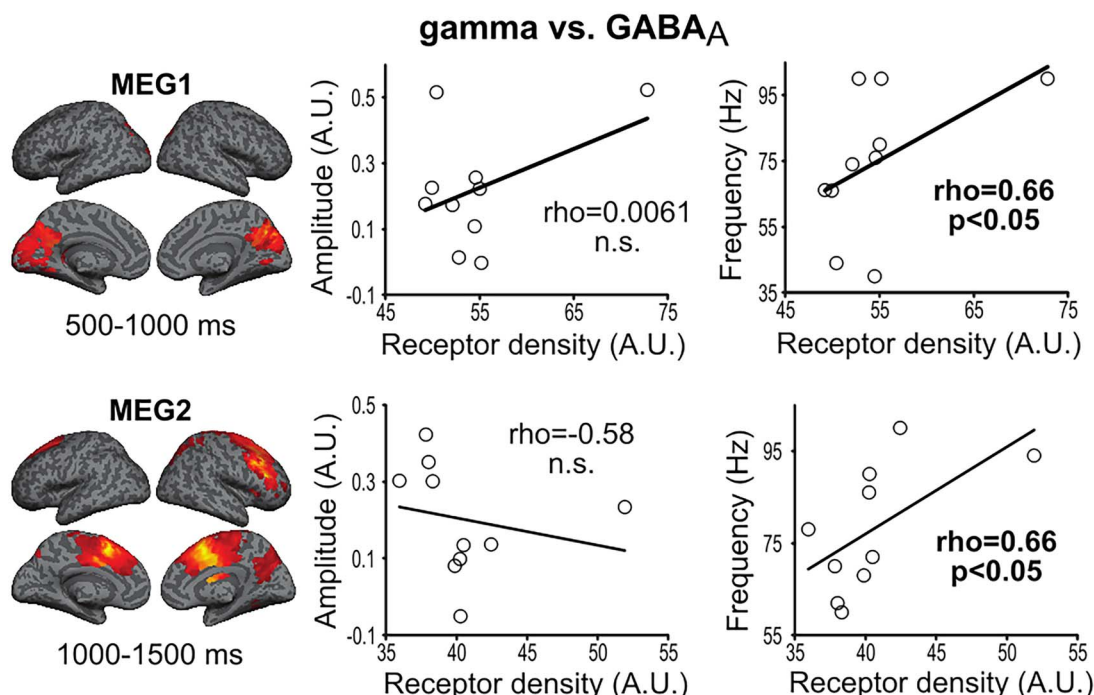 gamma vs. GABAA
MEG1
500-1000 ms
Amplitude (A.U.)
0.5
0.3
0.1
-0.1
45 55 65 75
Receptor density (A.U.)
rho=0.0061
n.s.
Frequency (Hz)
95
75
55
35
45 55 65 75
Receptor density (A.U.)
rho=0.66
p<0.05
MEG2
1000-1500 ms
Amplitude (A.U.)
0.5
0.3
0.1
-0.1
35 40 45 50 55
Receptor density (A.U.)
rho=-0.58
n.s.
Frequency (Hz)
95
75
55
35 40 45 50 55
Receptor density (A.U.)
rho=0.66
p<0.05